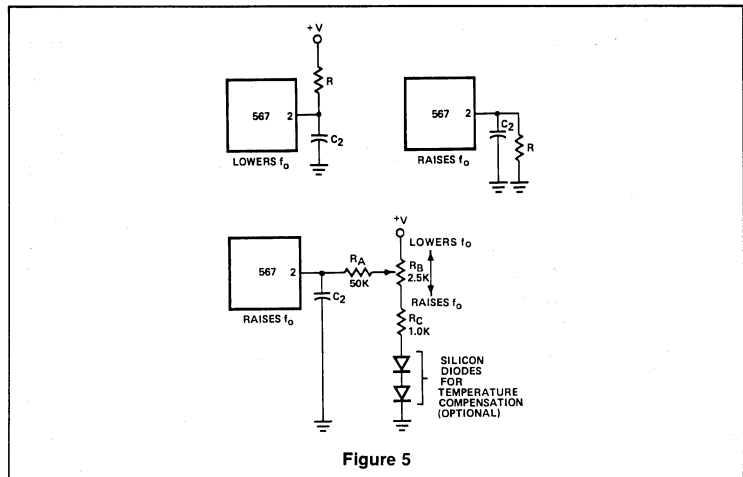 +V
R
567 2
C2
LOWERS fo
567 2
C2
R
RAISES fo
+V
LOWERS fo
567 2
RA
50K
RB
2.5K
C2
RAISES fo
RAISES fo
RC
1.0K
SILICON
DIODES
FOR
TEMPERATURE
COMPENSATION
(OPTIONAL)
Figure 5